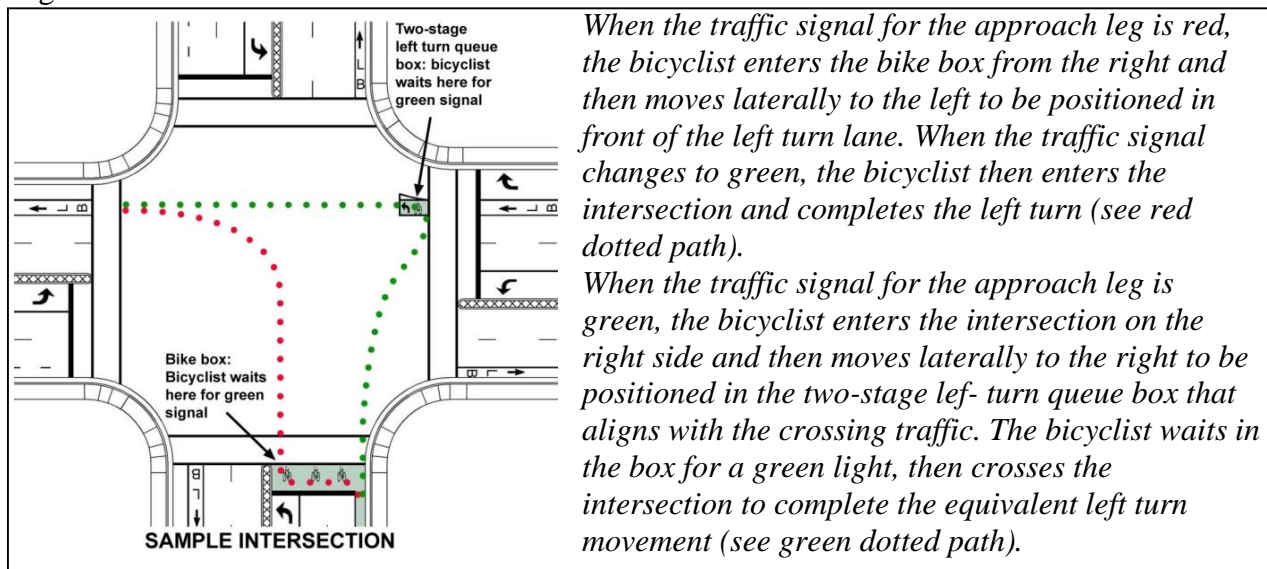 Two-stage
left turn queue
box: bicyclist
waits here for
green signal
B L
B L
B L
B L
B L
Bike box:
Bicyclist waits
here for green
signal
SAMPLE INTERSECTION
When the traffic signal for the approach leg is red,
the bicyclist enters the bike box from the right and
then moves laterally to the left to be positioned in
front of the left turn lane. When the traffic signal
changes to green, the bicyclist then enters the
intersection and completes the left turn (see red
dotted path).
When the traffic signal for the approach leg is
green, the bicyclist enters the intersection on the
right side and then moves laterally to the right to be
positioned in the two-stage lef- turn queue box that
aligns with the crossing traffic. The bicyclist waits in
the box for a green light, then crosses the
intersection to complete the equivalent left turn
movement (see green dotted path).